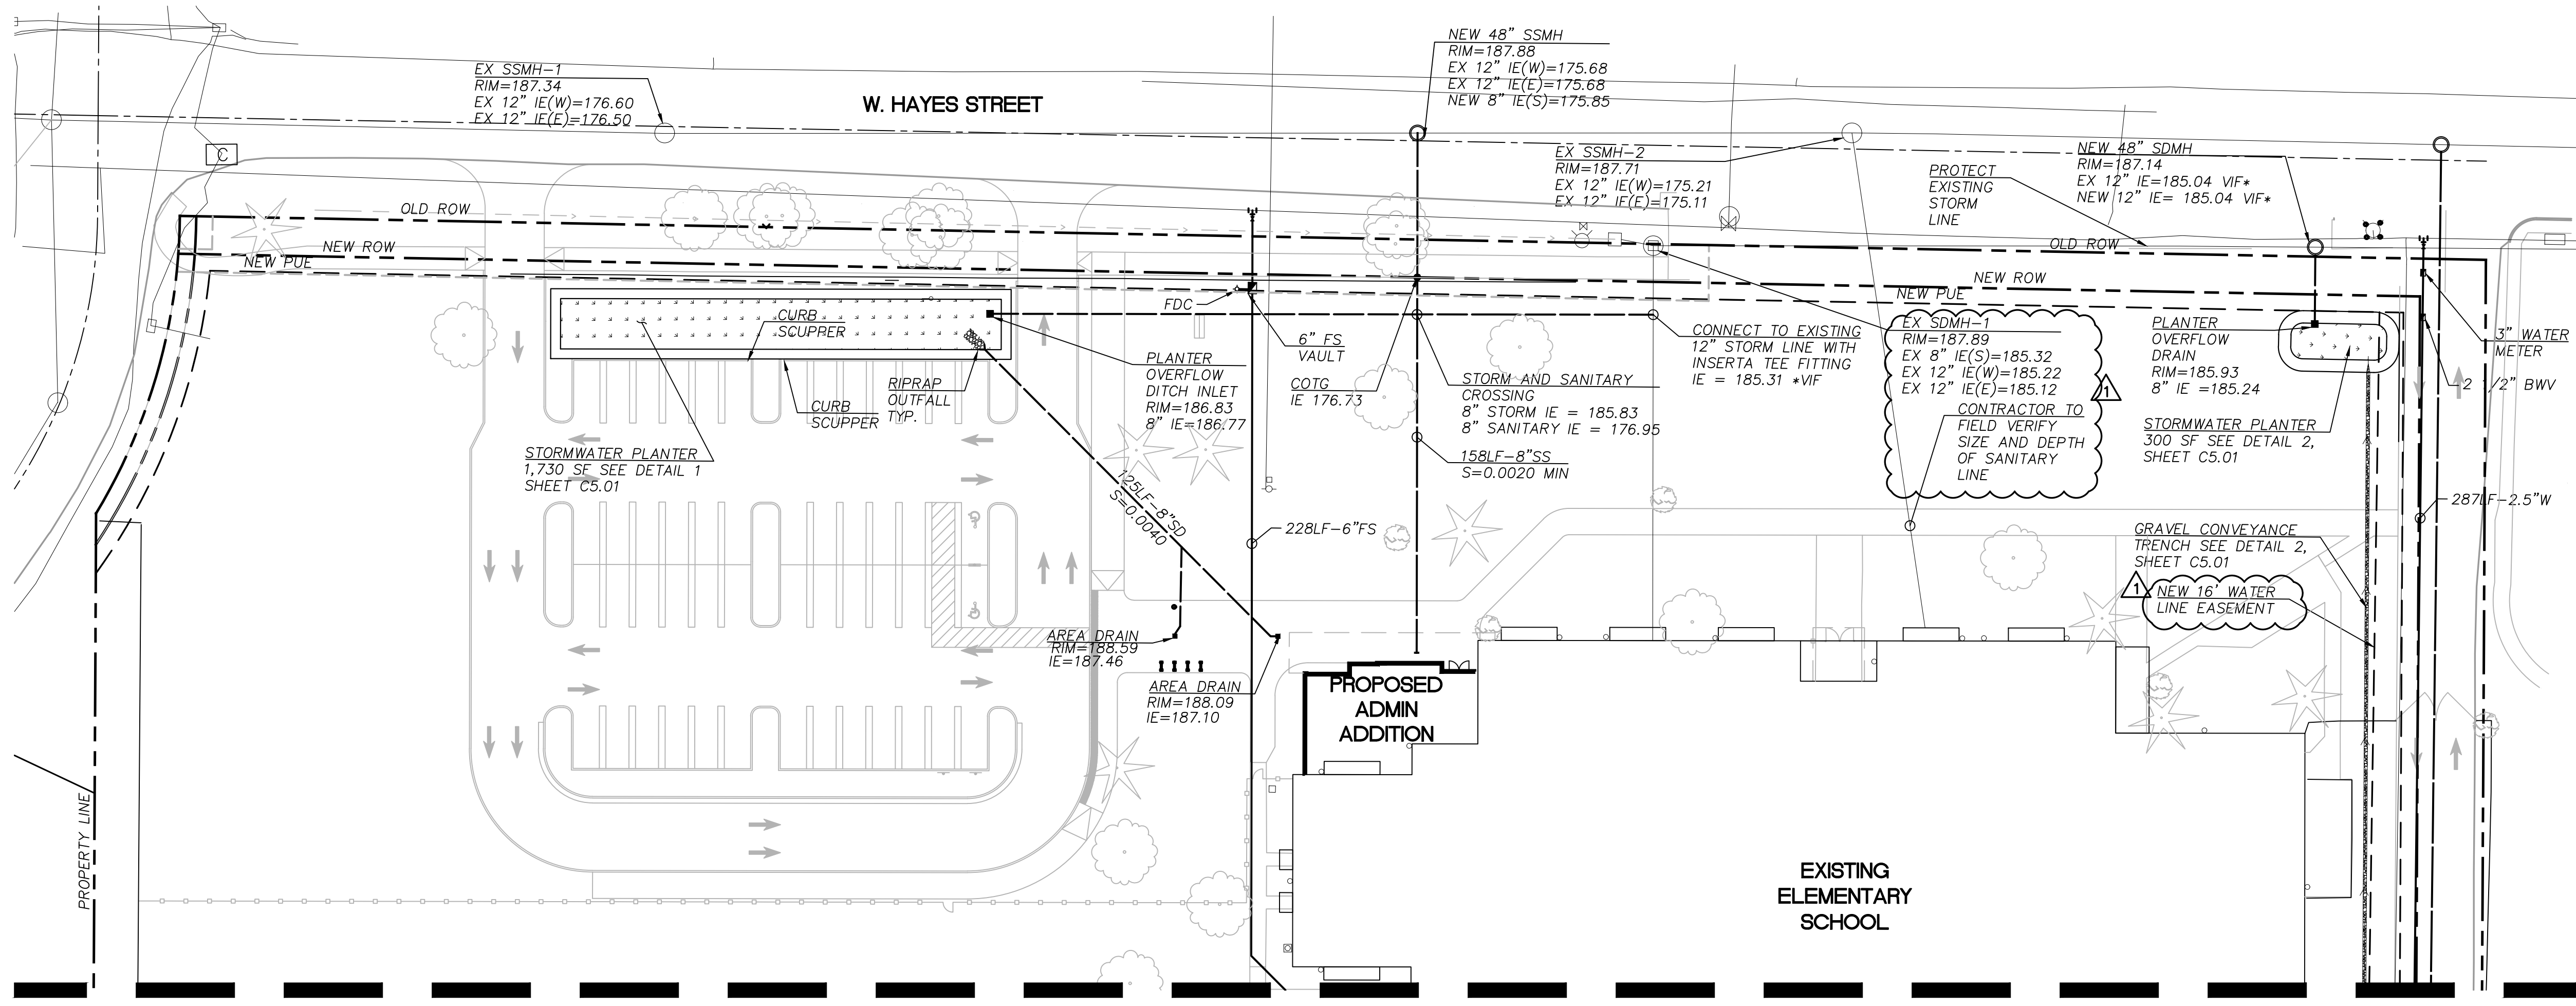 EX SSMH-1
RIM=187.34
EX 12" IE(W)=176.60
EX 12" IE(E)=176.50
W. HAYES STREET
NEW 48" SSMH
RIM=187.88
EX 12" IE(W)=175.68
EX 12" IE(E)=175.68
NEW 8" IE(S)=175.85
EX SSMH-2
RIM=187.71
EX 12" IE(W)=175.21
EX 12" IE(E)=175.11
PROTECT
EXISTING
STORM
LINE
NEW 48" SDMH
RIM=187.14
EX 12" IE=185.04 VIF*
NEW 12" IE= 185.04 VIF*
C
OLD ROW
NEW ROW
NEW PUE
OLD ROW
NEW ROW
NEW PUE
CURB
SCUPPER
CURB
SCUPPER
RIPRAP
OUTFALL
TYP.
STORMWATER PLANTER
1,730 SF SEE DETAIL 1
SHEET C5.01
FDC
PLANTER
OVERFLOW
DITCH INLET
RIM=186.83
8" IE=186.77
6" FS
VAULT
COTG
IE 176.73
STORM AND SANITARY
CROSSING
8" STORM IE = 185.83
8" SANITARY IE = 176.95
158LF-8"SS
S=0.0020 MIN
CONNECT TO EXISTING
12" STORM LINE WITH
INSERTA TEE FITTING
IE = 185.31 *VIF
EX SDMH-1
RIM=187.89
EX 8" IE(S)=185.32
EX 12" IE(W)=185.22
EX 12" IE(E)=185.12
1
CONTRACTOR TO
FIELD VERIFY
SIZE AND DEPTH
OF SANITARY
LINE
PLANTER
OVERFLOW
DRAIN
RIM=185.93
8" IE =185.24
STORMWATER PLANTER
300 SF SEE DETAIL 2,
SHEET C5.01
3" WATER
METER
2 1/2" BWV
287LF-2.5"W
GRAVEL CONVEYANCE
TRENCH SEE DETAIL 2,
SHEET C5.01
1
NEW 16' WATER
LINE EASEMENT
125LF-8"SD
S=0.0040
228LF-6"FS
AREA DRAIN
RIM=188.59
IE=187.46
AREA DRAIN
RIM=188.09
IE=187.10
PROPOSED
ADMIN
ADDITION
PROPERTY LINE
EXISTING
ELEMENTARY
SCHOOL